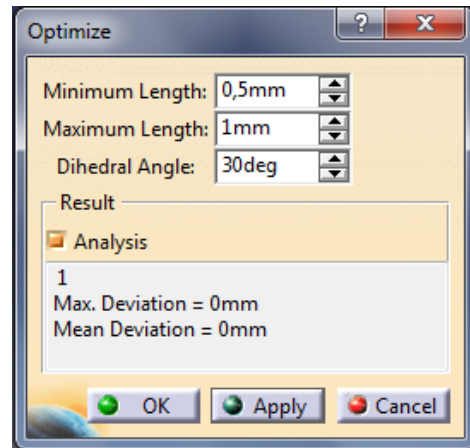 Optimize
?
Minimum Length: 0,5mm
Maximum Length: 1mm
Dihedral Angle: 30deg
Result
Analysis
1
Max. Deviation = 0mm
Mean Deviation = 0mm
OK Apply Cancel